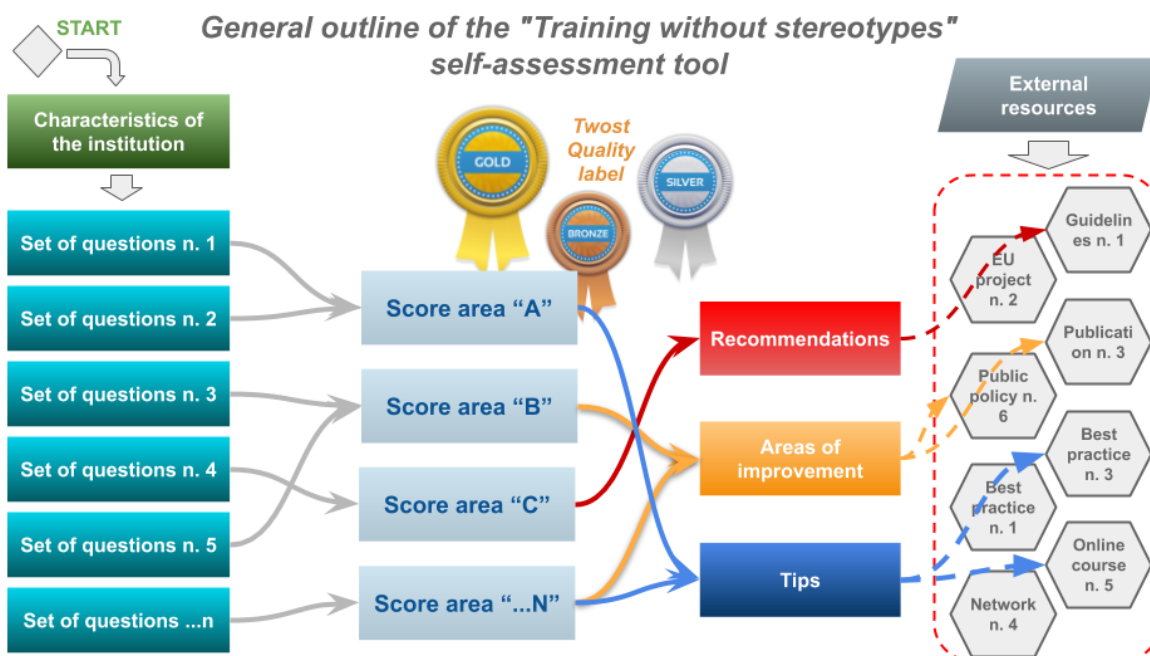 START
General outline of the "Training without stereotypes"
self-assessment tool
External
resources
Characteristics of
the institution
Twost
Quality
label
GOLD
SILVER
BRONZE
Set of questions n. 1
Set of questions n. 2
Set of questions n. 3
Set of questions n. 4
Set of questions n. 5
Set of questions ...n
Score area “A”
Score area “B”
Score area “C”
Score area “...N”
Recommendations
Areas of
improvement
Tips
Guidelin
es n. 1
EU
project
n. 2
Publicati
on n. 3
Public
policy n.
6
Best
practice
n. 3
Best
practice
n. 1
Online
course
n. 5
Network
n. 4